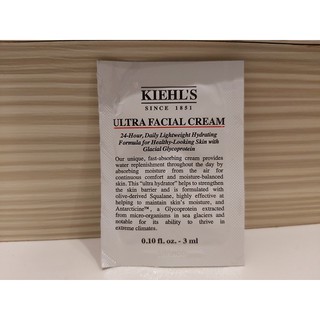 KIEHL'S
SINCE 1851
ULTRA FACIAL CREAM
24-Hour, Daily Lightweight Hydrating
Formula for Healthy-Looking Skin with
Glacial Glycoprotein
Our unique, fast-absorbing cream provides
water replenishment throughout the day by
absorbing moisture from the air for
continuous comfort and moisture-balanced
skin. This "ultra hydrator" helps to strengthen
the skin barrier and is formulated with
olive-derived Squalane, highly effective at
helping to maintain skin's moisture, and
Antarcticine™, a Glycoprotein extracted
from micro-organisms in sea glaciers and
notable for its ability to thrive in
extreme climates.
0.10 fl. oz. - 3 ml